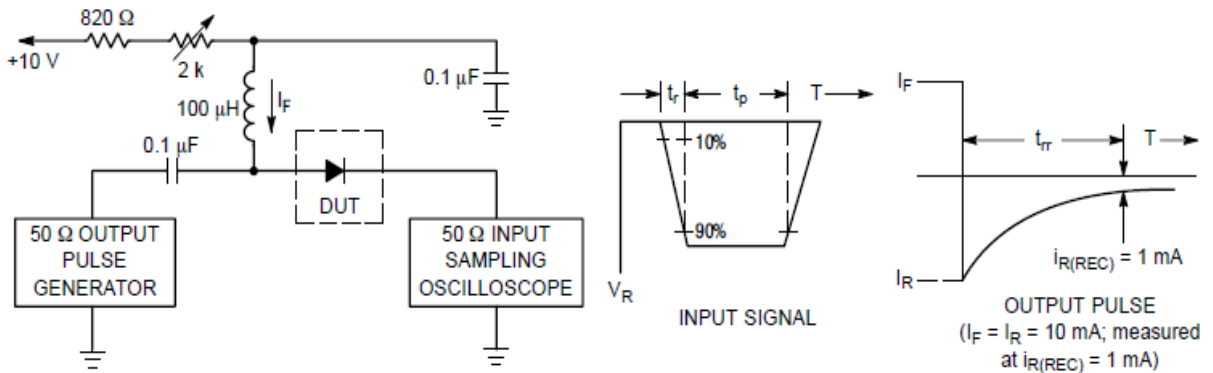 820 Ω
+10 V
2 k
100 μH
I_F
0.1 μF
0.1 μF
DUT
50 Ω OUTPUT
PULSE
GENERATOR
50 Ω INPUT
SAMPLING
OSCILLOSCOPE
t_r
t_p
T
10%
90%
V_R
INPUT SIGNAL
I_F
t_rr
T
I_R
i_R(REC) = 1 mA
OUTPUT PULSE
(I_F = I_R = 10 mA; measured
at i_R(REC) = 1 mA)